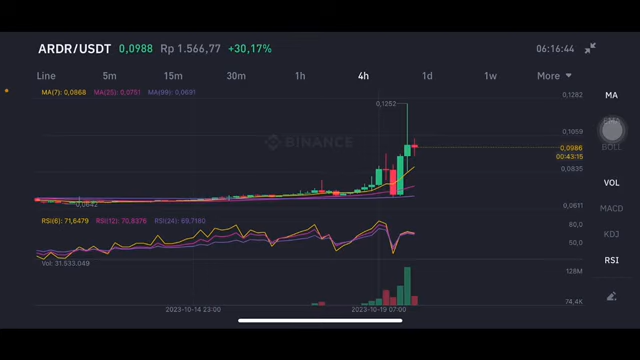 ARDR/USDT 0,0988 Rp 1.566,77 +30,17% 06:16:44
Line 5m 15m 30m 1h 4h 1d 1w More
MA(7): 0,0868 MA(25): 0,0751 MA(99): 0,0691
0,1282
MA
0,1252
EMA
0,1059
BINANCE
0,0986
00:43:15
BOLL
0,0835
VOL
0,0642
0,0611
MACD
RSI(6): 71,6479 RSI(12): 70,8376 RSI(24): 69,7180
80,0
KDJ
60,0
RSI
Vol: 31.533.049
128M
74,4k
2023-10-14 23:00 2023-10-19 07:00